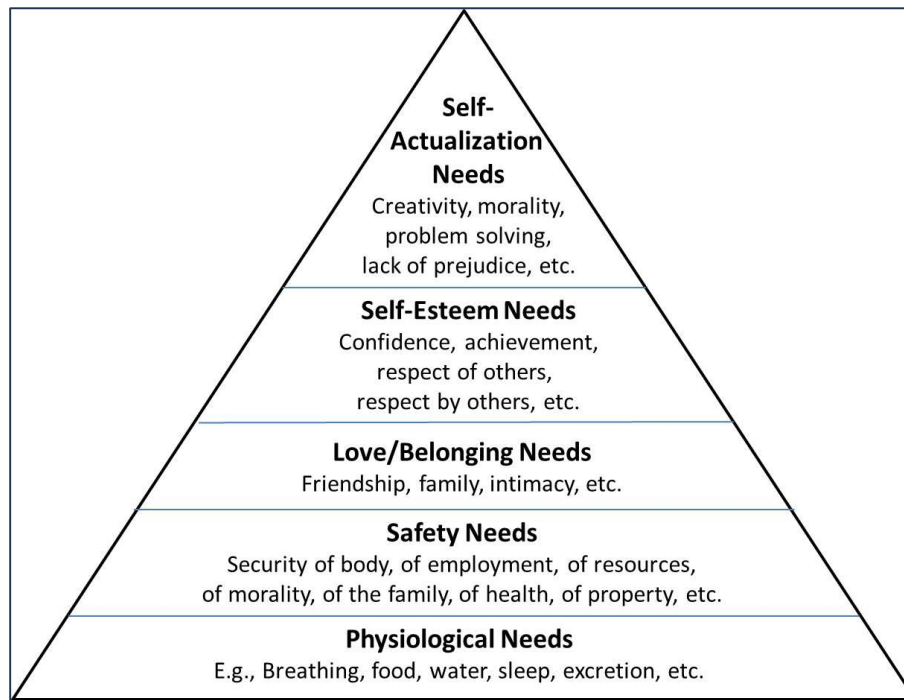 Self-
Actualization
Needs
Creativity, morality,
problem solving,
lack of prejudice, etc.
Self-Esteem Needs
Confidence, achievement,
respect of others,
respect by others, etc.
Love/Belonging Needs
Friendship, family, intimacy, etc.
Safety Needs
Security of body, of employment, of resources,
of morality, of the family, of health, of property, etc.
Physiological Needs
E.g., Breathing, food, water, sleep, excretion, etc.